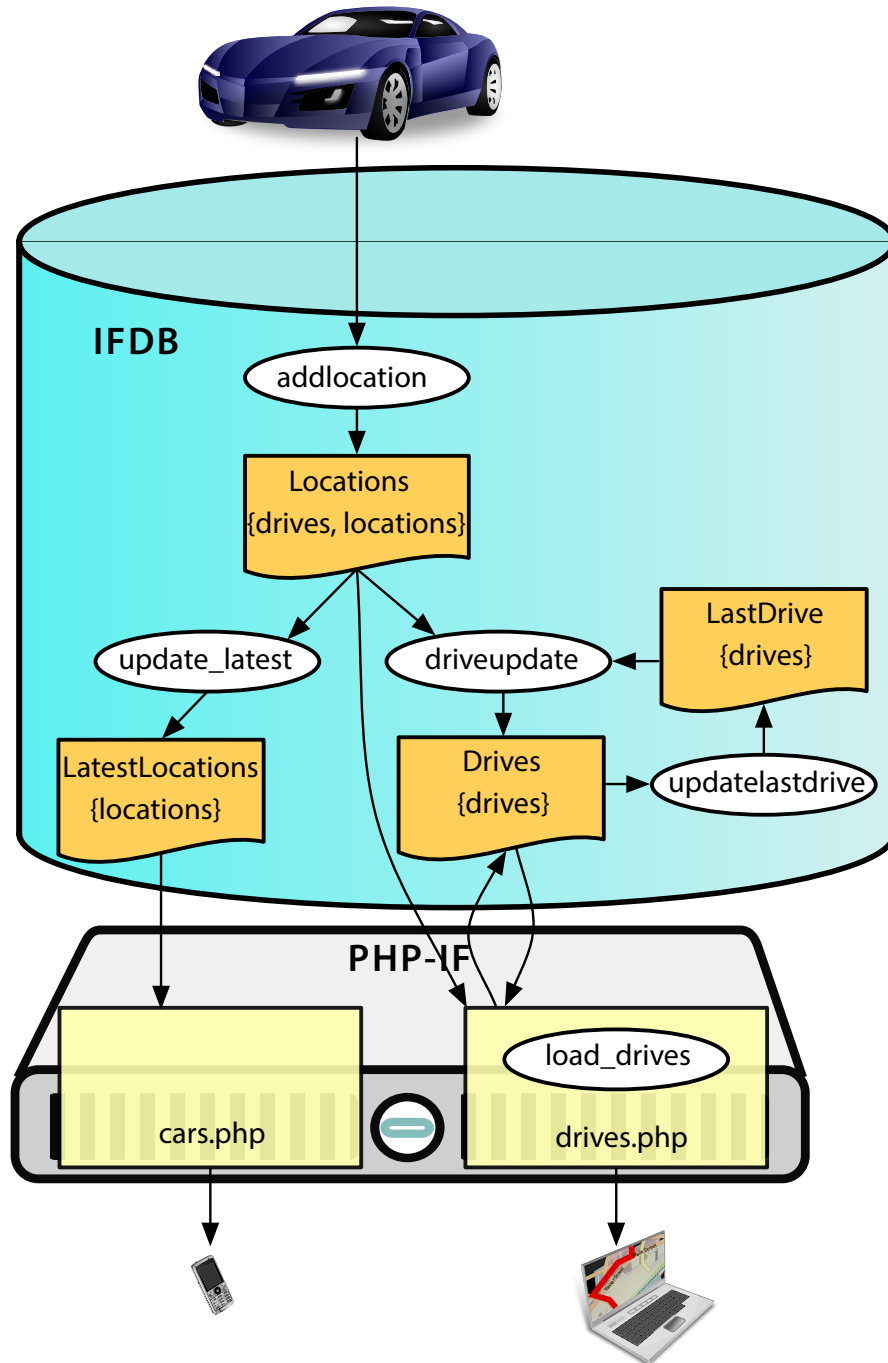 IFDB
addlocation
Locations
{drives, locations}
update_latest
driveupdate
LastDrive
{drives}
LatestLocations
{locations}
Drives
{drives}
updatelastdrive
PHP-IF
load_drives
cars.php
drives.php